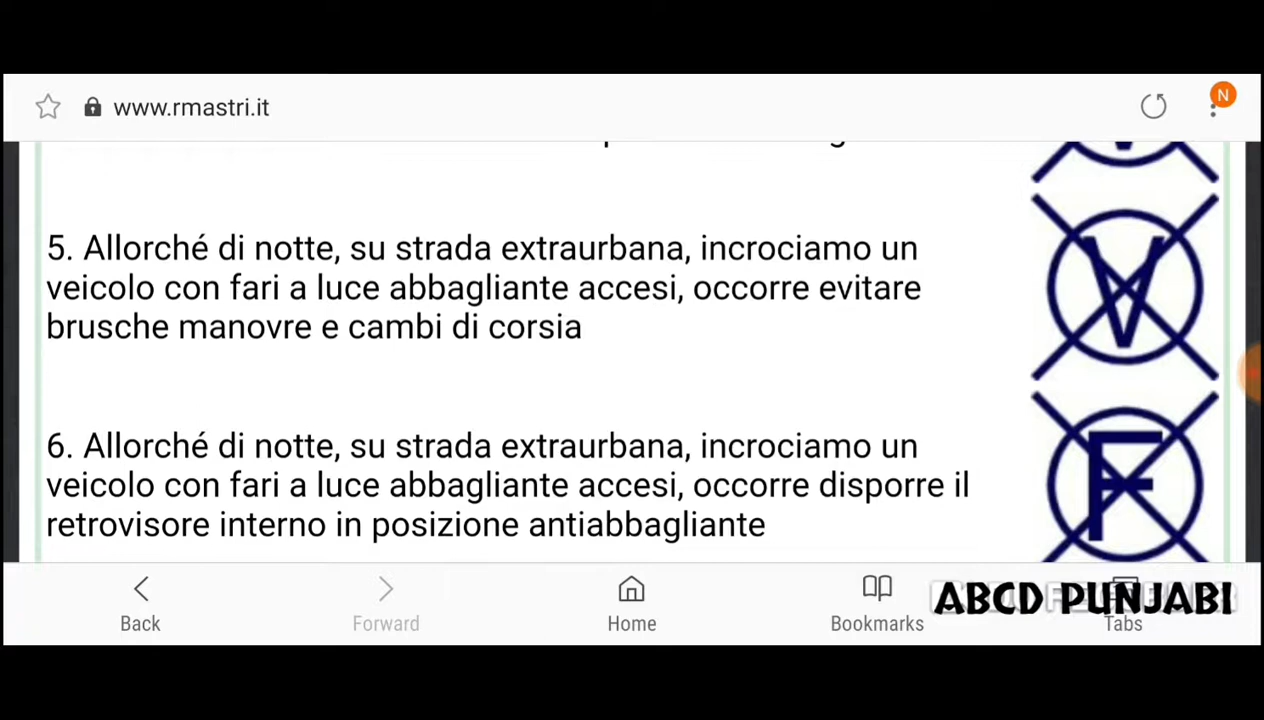 www.rmastri.it
N
5. Allorché di notte, su strada extraurbana, incrociamo un
veicolo con fari a luce abbagliante accesi, occorre evitare
brusche manovre e cambi di corsia
V
6. Allorché di notte, su strada extraurbana, incrociamo un
veicolo con fari a luce abbagliante accesi, occorre disporre il
retrovisore interno in posizione antiabbagliante
F
ABCD PUNJABI
Back
Forward
Home
Bookmarks
Tabs